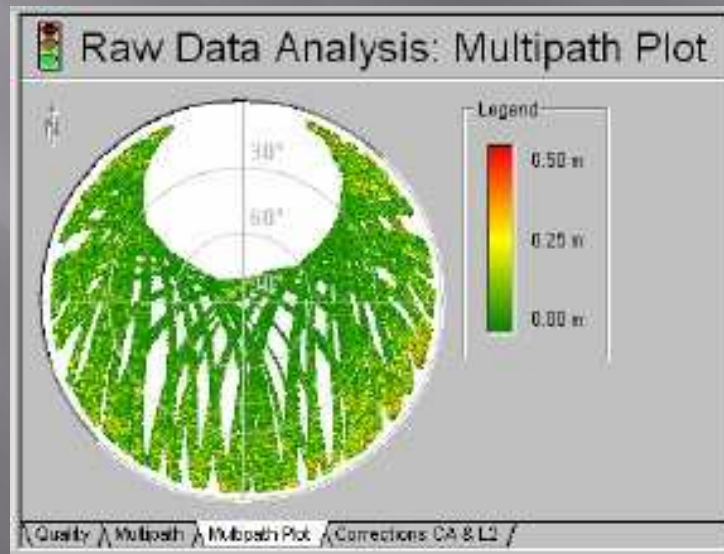 Raw Data Analysis: Multipath Plot
N
30°
60°
90°
Legend
0.50 m
0.25 m
0.00 m
Quality
Multipath
Multipath Plot
Corrections: CA & L2